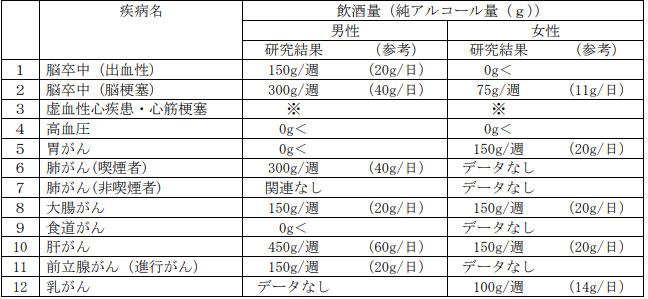 疾病名 飲酒量（純アルコール量（ｇ））
男性 女性
研究結果 （参考） 研究結果 （参考）
1 脳卒中（出血性） 150g/週 （20g/日） 0g＜
2 脳卒中（脳梗塞） 300g/週 （40g/日） 75g/週 （11g/日）
3 虚血性心疾患・心筋梗塞 ※ ※
4 高血圧 0g＜ 0g＜
5 胃がん 0g＜ 150g/週 （20g/日）
6 肺がん(喫煙者） 300g/週 （40g/日） データなし
7 肺がん(非喫煙者） 関連なし データなし
8 大腸がん 150g/週 （20g/日） 150g/週 （20g/日）
9 食道がん 0g＜ データなし
10 肝がん 450g/週 （60g/日） 150g/週 （20g/日）
11 前立腺がん（進行がん） 150g/週 （20g/日） データなし
12 乳がん データなし 100g/週 （14g/日）